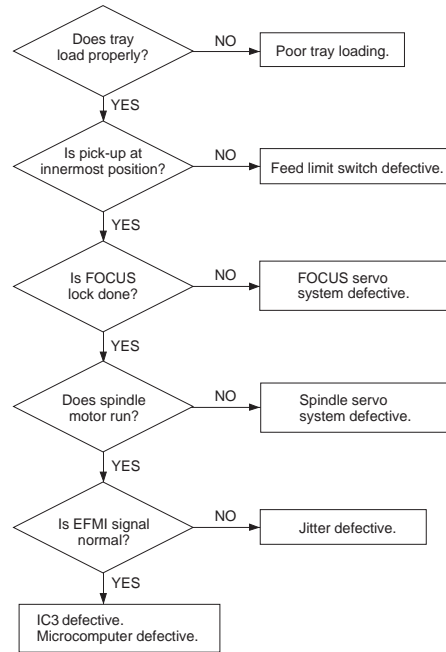 Does tray
load properly?
NO
Poor tray loading.
YES
Is pick-up at
innermost position?
NO
Feed limit switch defective.
YES
Is FOCUS
lock done?
NO
FOCUS servo
system defective.
YES
Does spindle
motor run?
NO
Spindle servo
system defective.
YES
Is EFMI signal
normal?
NO
Jitter defective.
YES
IC3 defective.
Microcomputer defective.